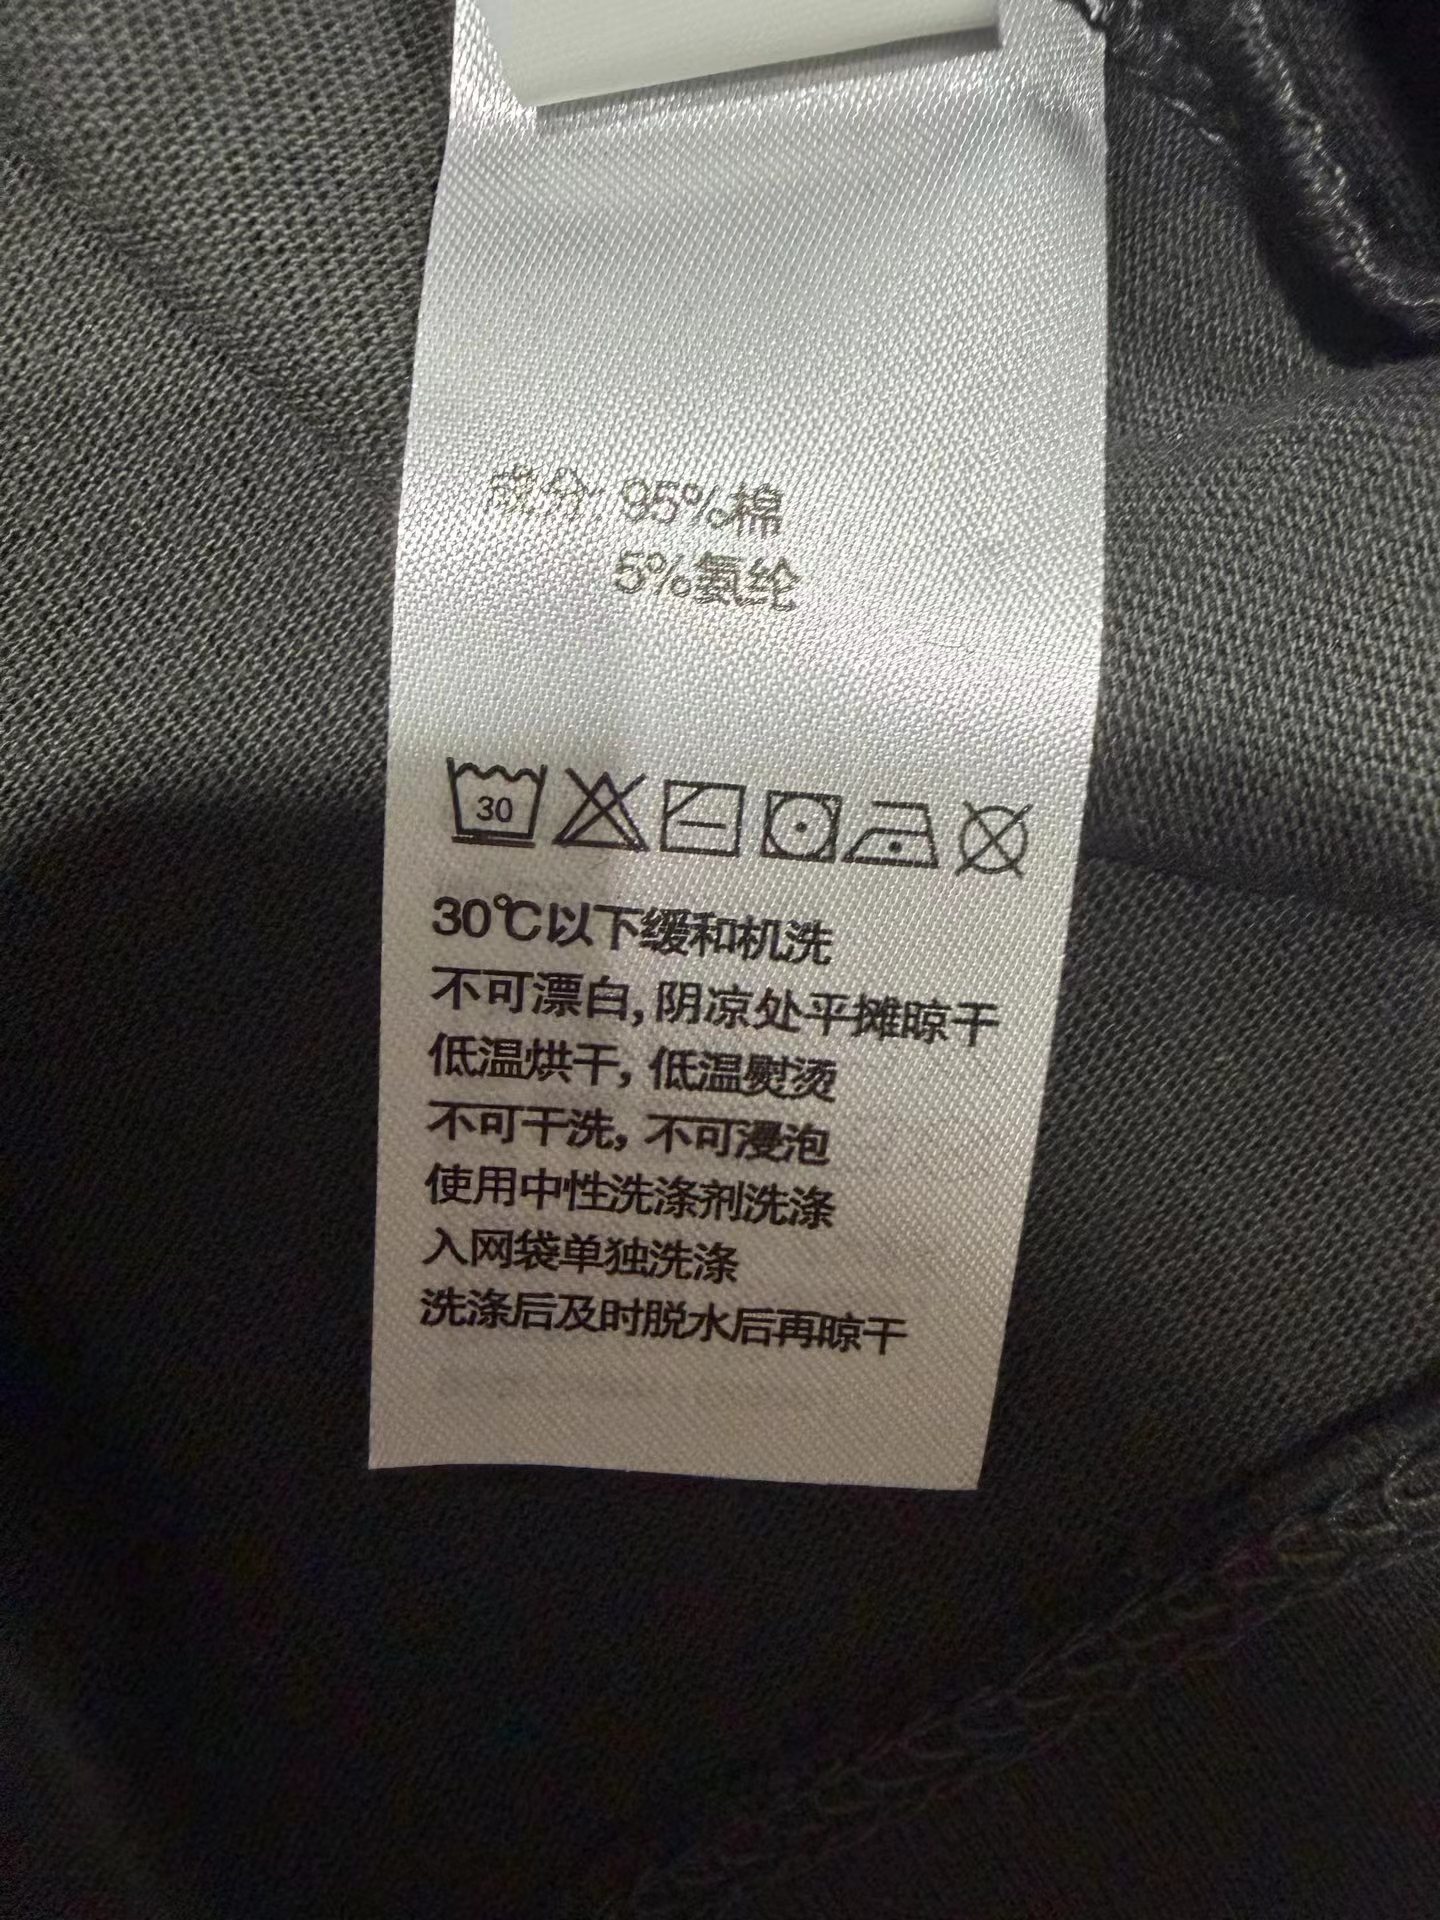 成分: 95%棉
5%氨纶
30
30℃以下缓和机洗
不可漂白,阴凉处平摊晾干
低温烘干,低温熨烫
不可干洗,不可浸泡
使用中性洗涤剂洗涤
入网袋单独洗涤
洗涤后及时脱水后再晾干